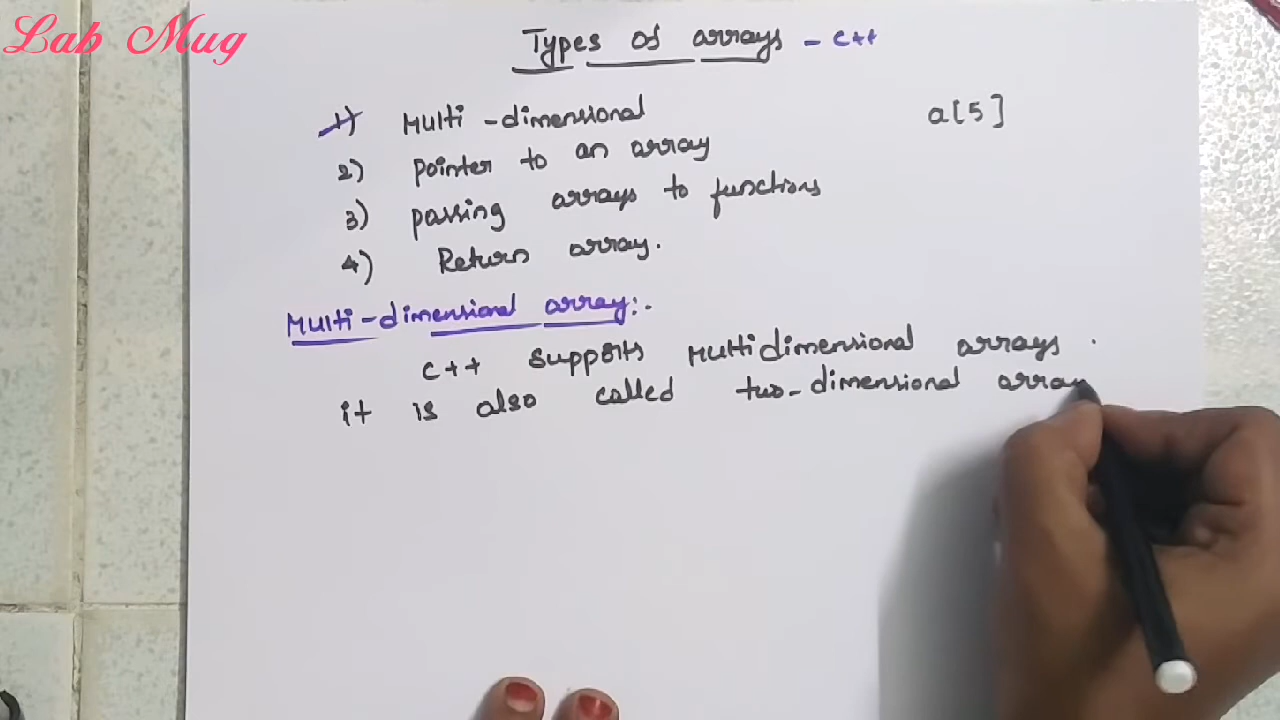 Lab Mug
Types of arrays - c++
1) Multi-dimensional
a[5]
2) pointer to an array
3) passing arrays to functions
4) Return array.
Multi-dimensional array:.
c++ supports Multidimensional arrays.
it is also called two-dimensional array